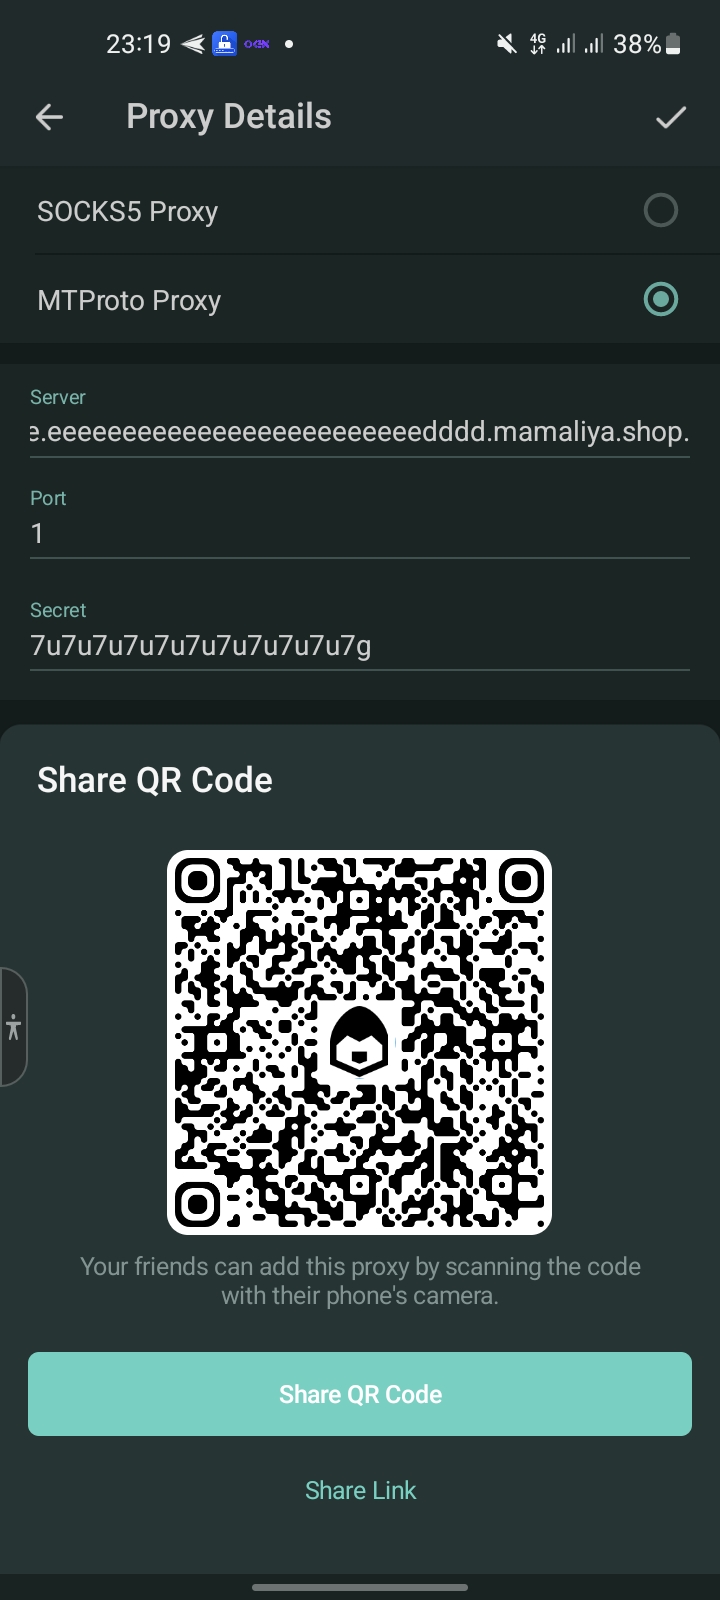 23:19
4G
38%
Proxy Details
SOCKS5 Proxy
MTProto Proxy
Server
e.eeeeeeeeeeeeeeeeeeeeeeeeedddd.mamaliya.shop.
Port
1
Secret
7u7u7u7u7u7u7u7u7u7u7g
Share QR Code
Your friends can add this proxy by scanning the code
with their phone's camera.
Share QR Code
Share Link